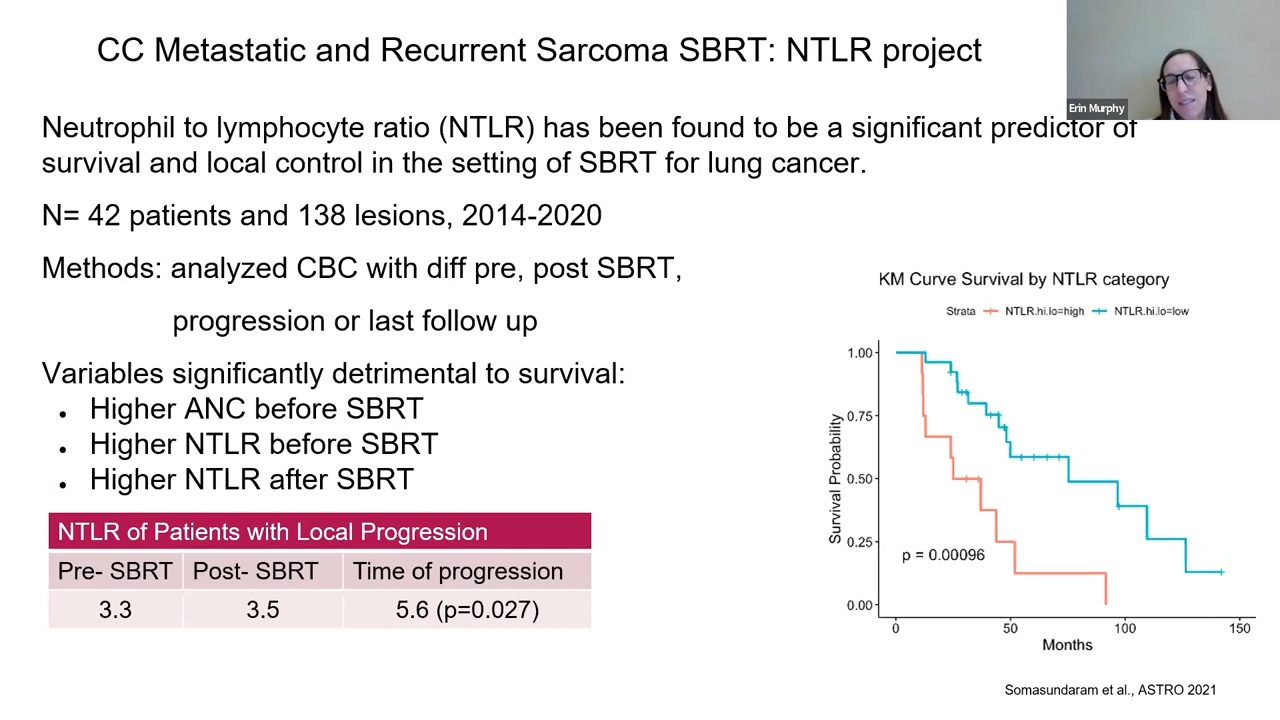 CC Metastatic and Recurrent Sarcoma SBRT: NTLR project
Erin Murphy
Neutrophil to lymphocyte ratio (NTLR) has been found to be a significant predictor of
survival and local control in the setting of SBRT for lung cancer.
N= 42 patients and 138 lesions, 2014-2020
Methods: analyzed CBC with diff pre, post SBRT,
progression or last follow up
Variables significantly detrimental to survival:
• Higher ANC before SBRT
• Higher NTLR before SBRT
• Higher NTLR after SBRT
NTLR of Patients with Local Progression
Pre- SBRT Post- SBRT Time of progression
3.3 3.5 5.6 (p=0.027)
KM Curve Survival by NTLR category
Strata NTLR.hi.lo=high NTLR.hi.lo=low
Survival Probability
1.00
0.75
0.50
0.25
0.00
p = 0.00096
0 50 100 150
Months
Somasundaram et al., ASTRO 2021